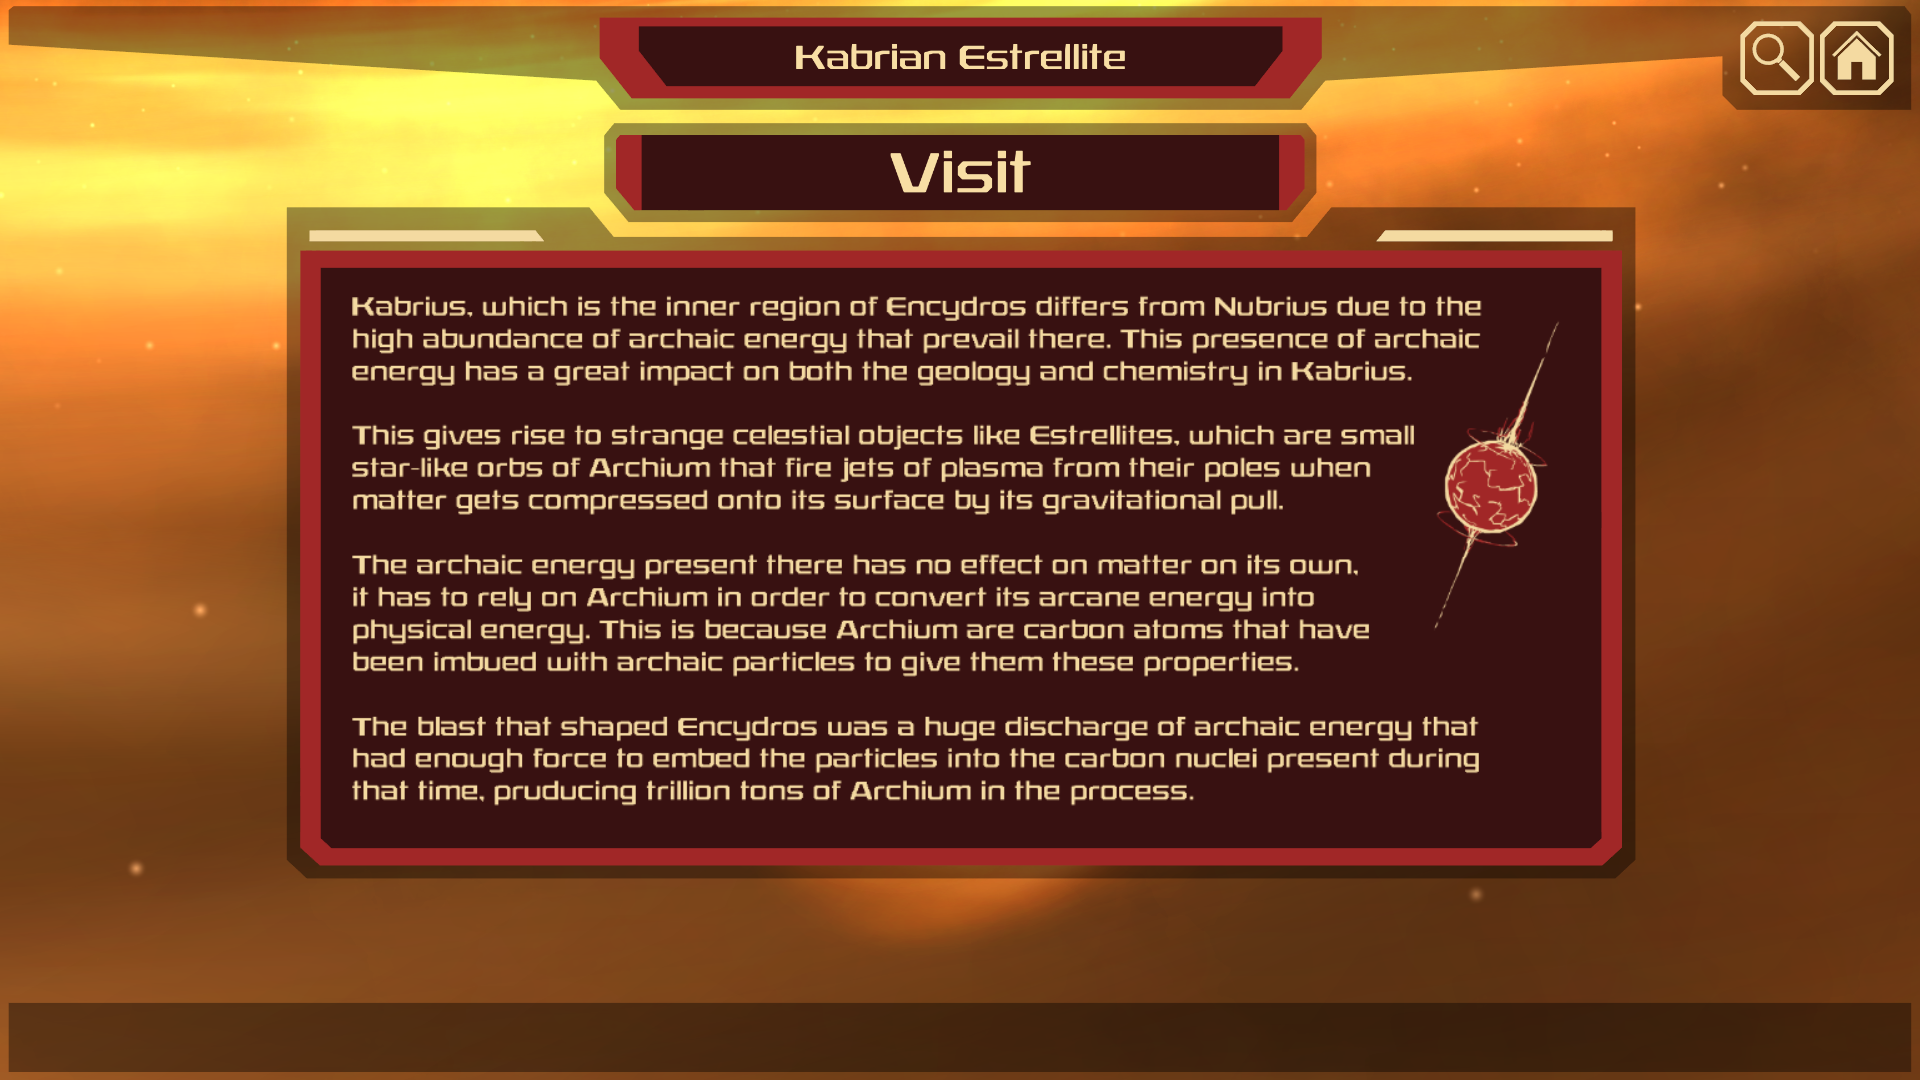 Kabrian Estrellite
Visit
Kabrius, which is the inner region of Encydros differs from Nubrius due to the
high abundance of archaic energy that prevail there. This presence of archaic
energy has a great impact on both the geology and chemistry in Kabrius.
This gives rise to strange celestial objects like Estrellites, which are small
star-like orbs of Archium that fire jets of plasma from their poles when
matter gets compressed onto its surface by its gravitational pull.
The archaic energy present there has no effect on matter on its own,
it has to rely on Archium in order to convert its arcane energy into
physical energy. This is because Archium are carbon atoms that have
been imbued with archaic particles to give them these properties.
The blast that shaped Encydros was a huge discharge of archaic energy that
had enough force to embed the particles into the carbon nuclei present during
that time, pruducing trillion tons of Archium in the process.